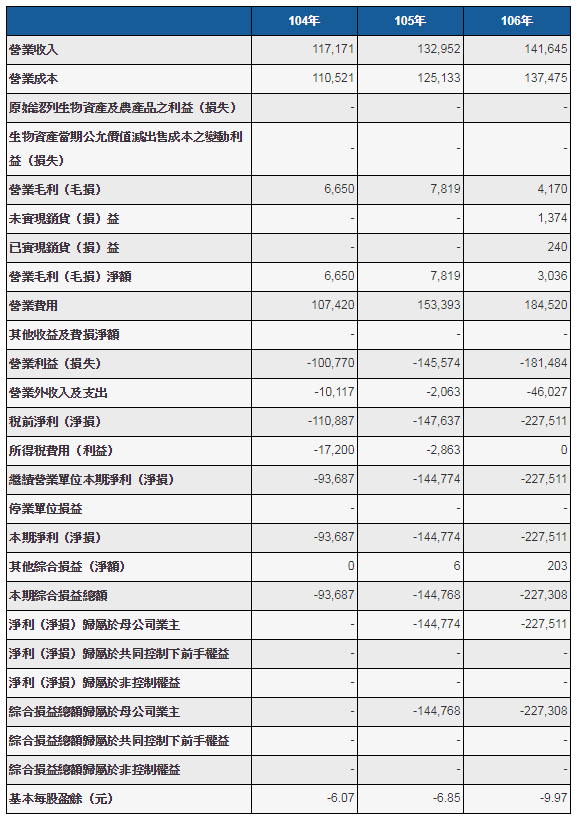 104年 105年 106年
營業收入 117,171 132,952 141,645
營業成本 110,521 125,133 137,475
原始認列生物資產及農產品之利益（損失） - - -
生物資產當期公允價值減出售成本之變動利
益（損失） - - -
營業毛利（毛損） 6,650 7,819 4,170
未實現銷貨（損）益 - - 1,374
已實現銷貨（損）益 - - 240
營業毛利（毛損）淨額 6,650 7,819 3,036
營業費用 107,420 153,393 184,520
其他收益及費損淨額 - - -
營業利益（損失） -100,770 -145,574 -181,484
營業外收入及支出 -10,117 -2,063 -46,027
稅前淨利（淨損） -110,887 -147,637 -227,511
所得稅費用（利益） -17,200 -2,863 0
繼續營業單位本期淨利（淨損） -93,687 -144,774 -227,511
停業單位損益 - - -
本期淨利（淨損） -93,687 -144,774 -227,511
其他綜合損益（淨額） 0 6 203
本期綜合損益總額 -93,687 -144,768 -227,308
淨利（淨損）歸屬於母公司業主 - -144,774 -227,511
淨利（淨損）歸屬於共同控制下前手權益 - - -
淨利（淨損）歸屬於非控制權益 - - -
綜合損益總額歸屬於母公司業主 - -144,768 -227,308
綜合損益總額歸屬於共同控制下前手權益 - - -
綜合損益總額歸屬於非控制權益 - - -
基本每股盈餘（元） -6.07 -6.85 -9.97